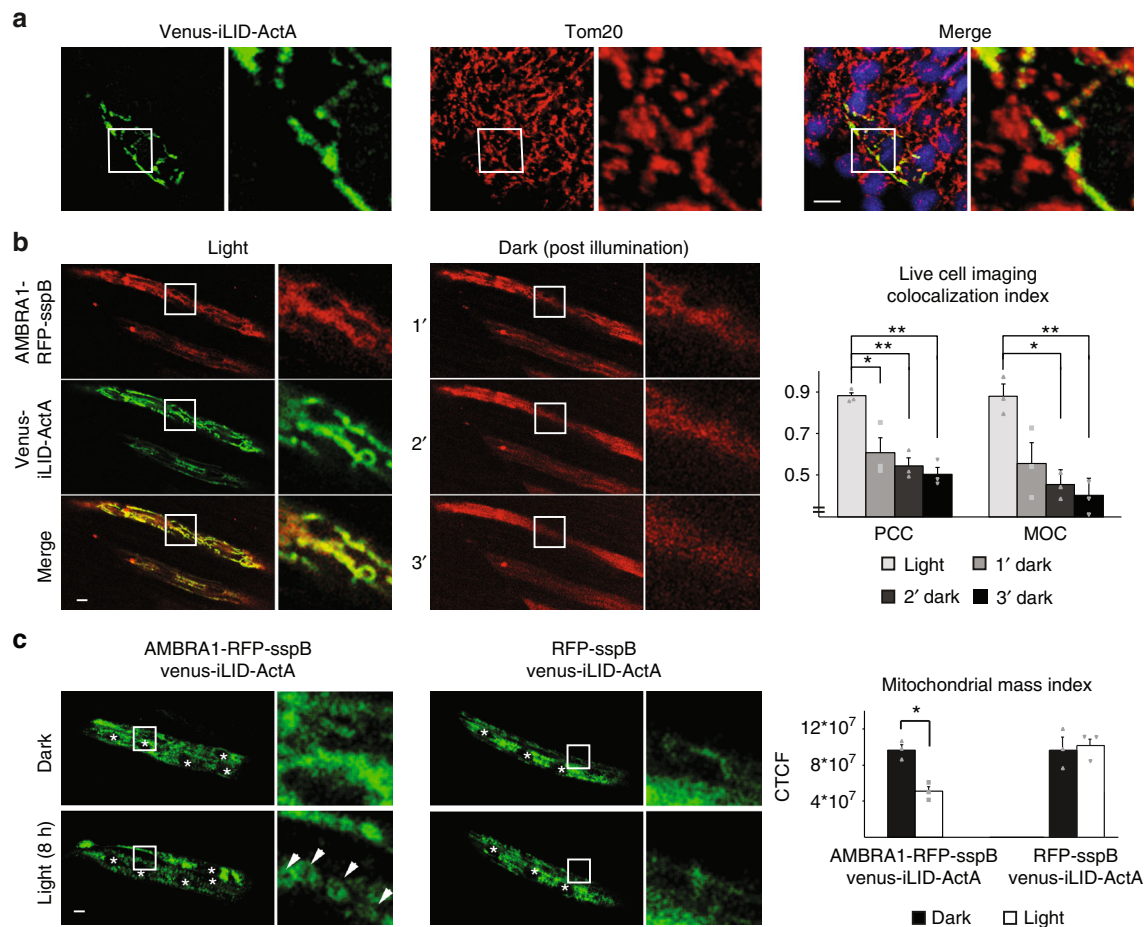 a
Venus-iLID-ActA
Tom20
Merge
b
Light
Dark (post illumination)
AMBRA1-
RFP-sspB
Venus-
iLID-ActA
Merge
1′
2′
3′
Live cell imaging
colocalization index
**
**
*
**
*
0.9
0.7
0.5
PCC
MOC
Light
1′ dark
2′ dark
3′ dark
c
AMBRA1-RFP-sspB
venus-iLID-ActA
RFP-sspB
venus-iLID-ActA
Dark
Light (8 h)
Mitochondrial mass index
*
CTCF
12*10⁷
8*10⁷
4*10⁷
AMBRA1-RFP-sspB
venus-iLID-ActA
RFP-sspB
venus-iLID-ActA
Dark
Light